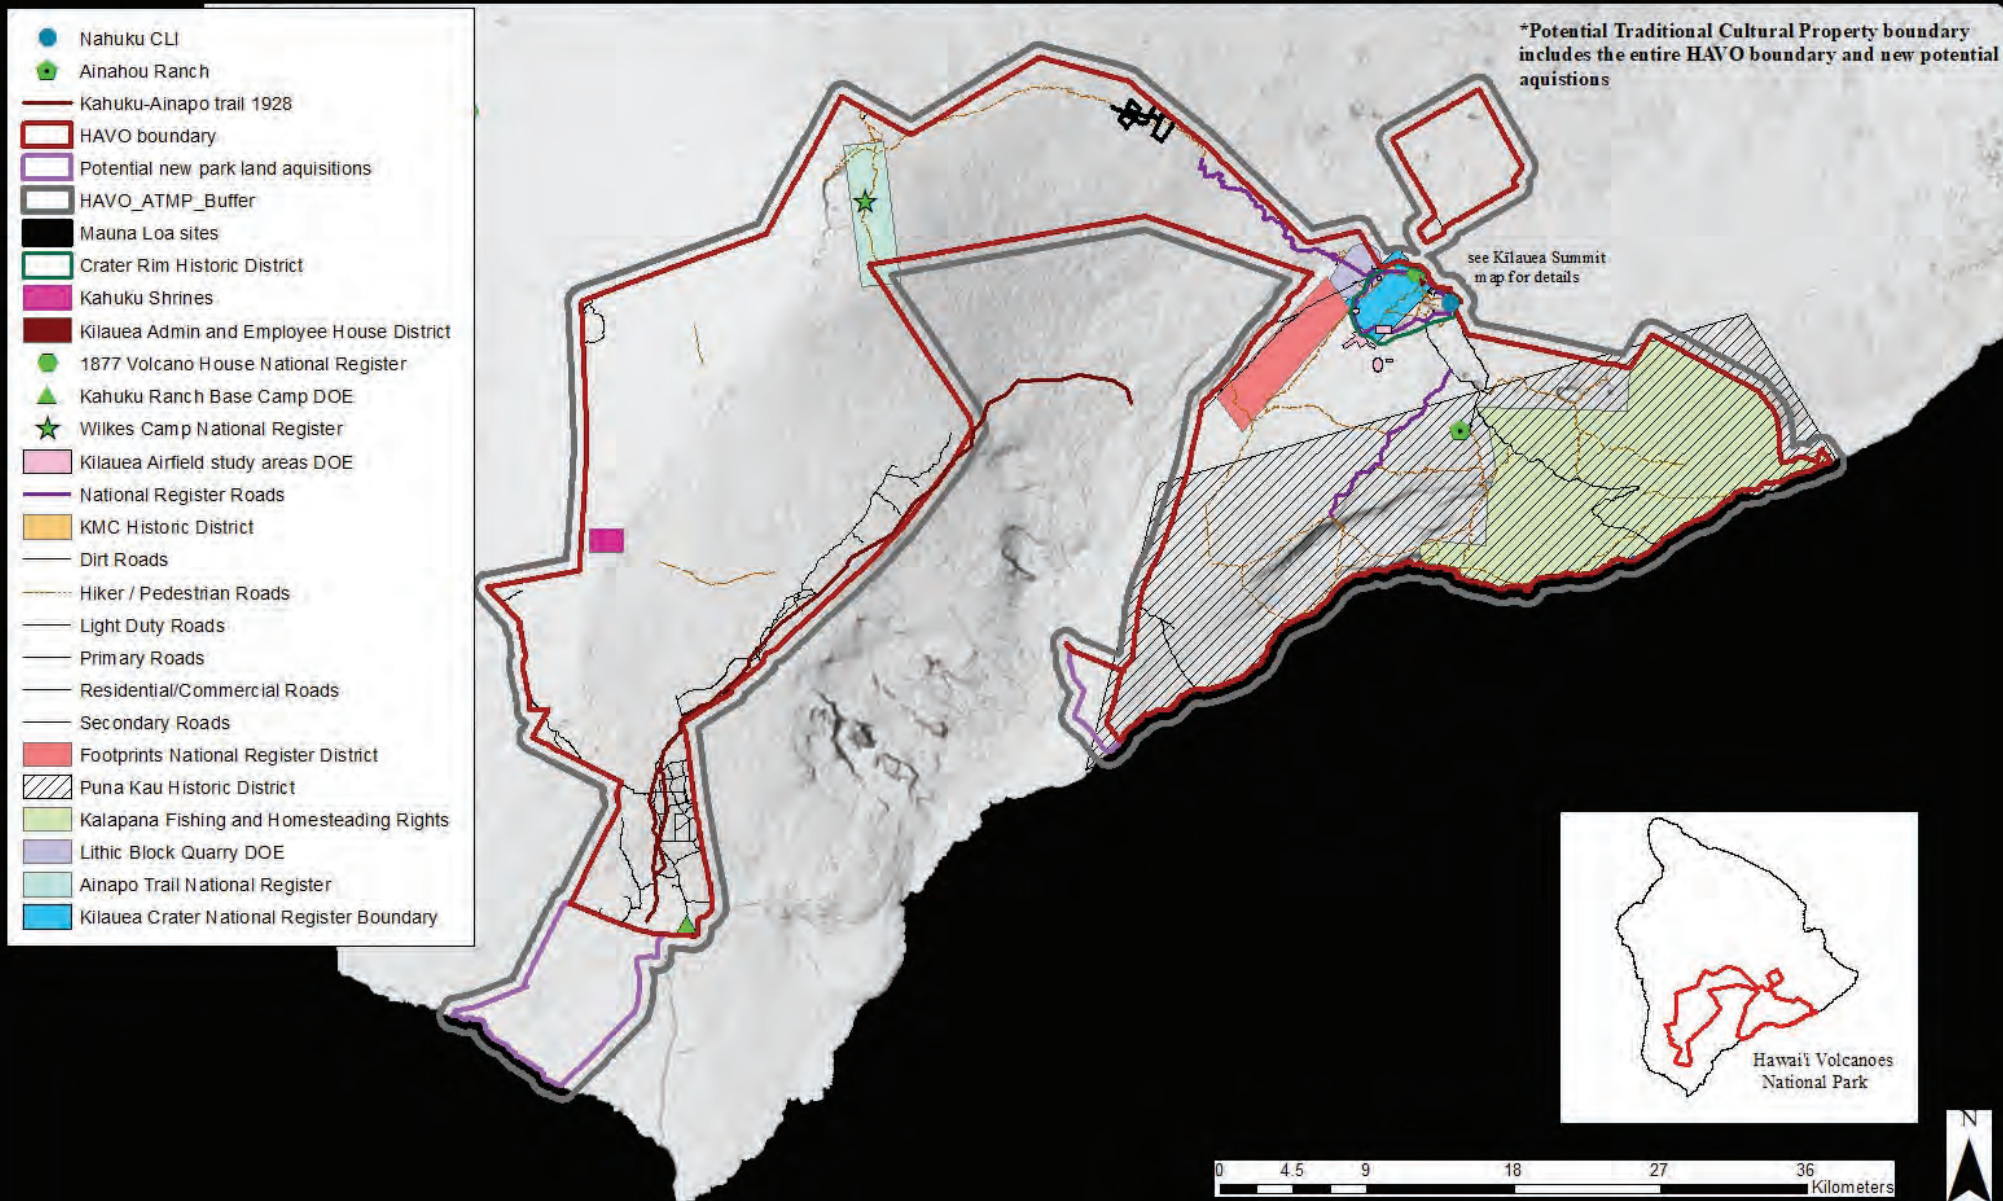 Nahuku CLI
Ainahou Ranch
Kahuku-Ainapo trail 1928
HAVO boundary
Potential new park land aquisitions
HAVO_ATMP_Buffer
Mauna Loa sites
Crater Rim Historic District
Kahuku Shrines
Kilauea Admin and Employee House District
1877 Volcano House National Register
Kahuku Ranch Base Camp DOE
Wilkes Camp National Register
Kilauea Airfield study areas DOE
National Register Roads
KMC Historic District
Dirt Roads
Hiker / Pedestrian Roads
Light Duty Roads
Primary Roads
Residential/Commercial Roads
Secondary Roads
Footprints National Register District
Puna Kau Historic District
Kalapana Fishing and Homesteading Rights
Lithic Block Quarry DOE
Ainapo Trail National Register
Kilauea Crater National Register Boundary
*Potential Traditional Cultural Property boundary
includes the entire HAVO boundary and new potential
aquistions
see Kīlauea Summit
map for details
Hawai'i Volcanoes
National Park
N
0 4.5 9 18 27 36
Kilometers